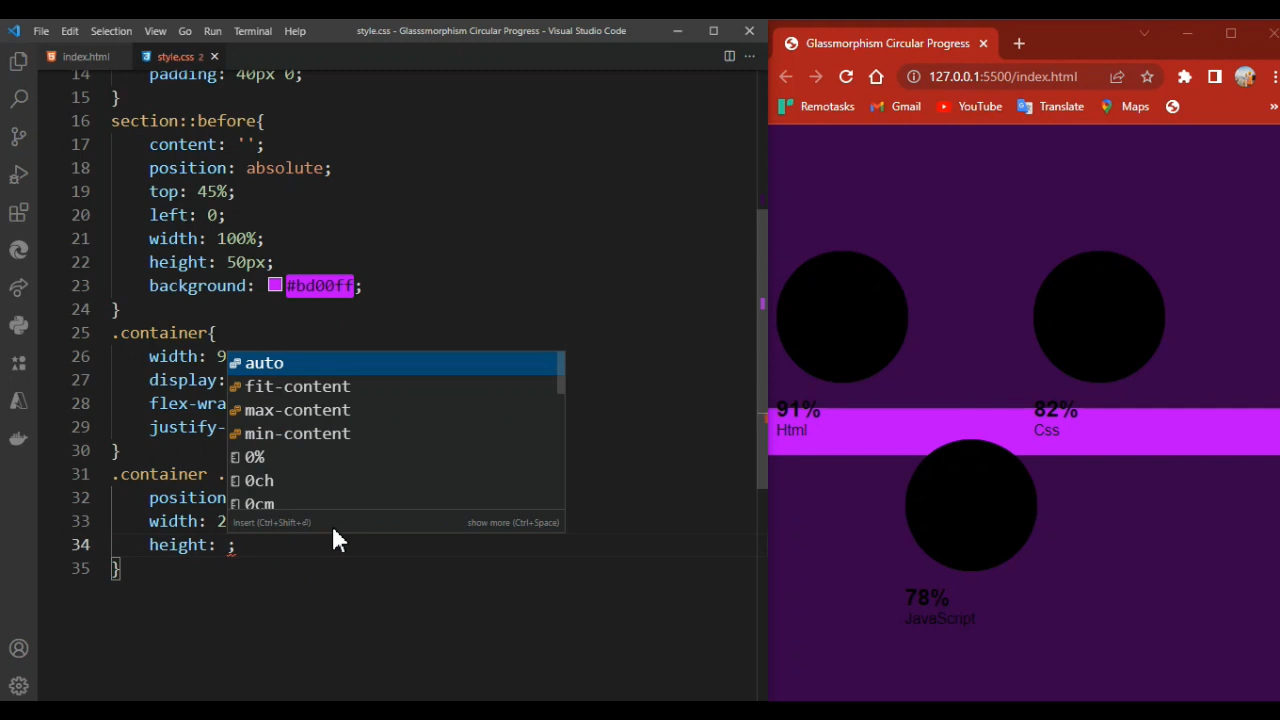 File Edit Selection View Go Run Terminal Help style.css - Glasssmorphism Circular Progress - Visual Studio Code
index.html style.css 2
14 padding: 40px 0;
15 }
16 section::before{
17 content: '';
18 position: absolute;
19 top: 45%;
20 left: 0;
21 width: 100%;
22 height: 50px;
23 background: #bd00ff;
24 }
25 .container{
26 width: 9
27 display:
28 flex-wra
29 justify-
30 }
31 .container .
32 position
33 width: 2
34 height: ;
35 }
auto
fit-content
max-content
min-content
0%
0ch
0cm
Insert (Ctrl+Shift+⏎) show more (Ctrl+Space)
Glassmorphism Circular Progress
127.0.0.1:5500/index.html
Remotasks Gmail YouTube Translate Maps »
91%
Html
82%
Css
78%
JavaScript